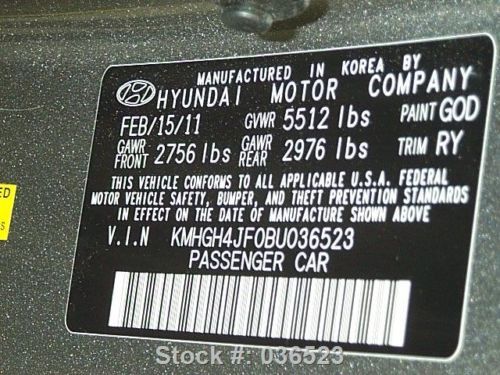 MANUFACTURED IN KOREA BY
HYUNDAI MOTOR COMPANY
FEB/15/11 GVWR 5512 lbs PAINT GOD
GAWR FRONT 2756 lbs GAWR REAR 2976 lbs TRIM RY
THIS VEHICLE CONFORMS TO ALL APPLICABLE U.S.A. FEDERAL
MOTOR VEHICLE SAFETY, BUMPER, AND THEFT PREVENTION STANDARDS
IN EFFECT ON THE DATE OF MANUFACTURE SHOWN ABOVE
V.I.N KMHGH4JF0BU036523
PASSENGER CAR
Stock #: 036523